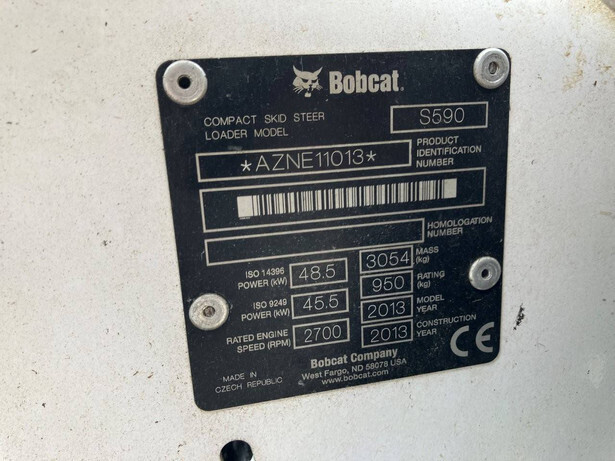 Bobcat®
COMPACT SKID STEER
LOADER MODEL
S590
*AZNE11013*
PRODUCT
IDENTIFICATION
NUMBER
HOMOLOGATION
NUMBER
ISO 14396
POWER (kW)
48.5
3054
MASS
(kg)
ISO 9249
POWER (kW)
45.5
950
RATING
(kg)
2013
MODEL
YEAR
RATED ENGINE
SPEED (RPM)
2700
2013
CONSTRUCTION
YEAR
CE
MADE IN
CZECH REPUBLIC
Bobcat Company
West Fargo, ND 58078 USA
www.bobcat.com